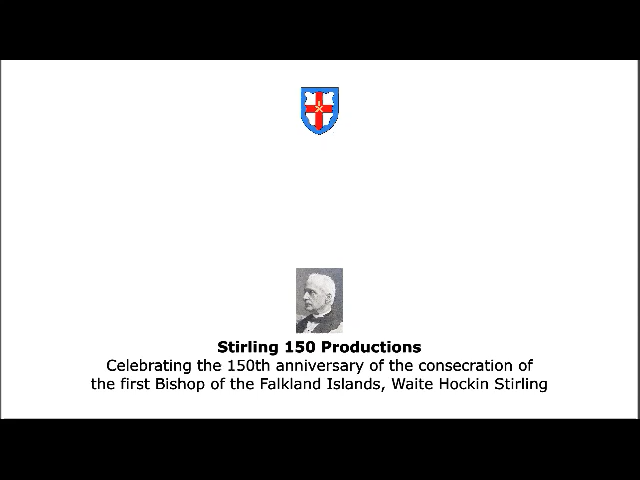 Stirling 150 Productions
Celebrating the 150th anniversary of the consecration of
the first Bishop of the Falkland Islands, Waite Hockin Stirling